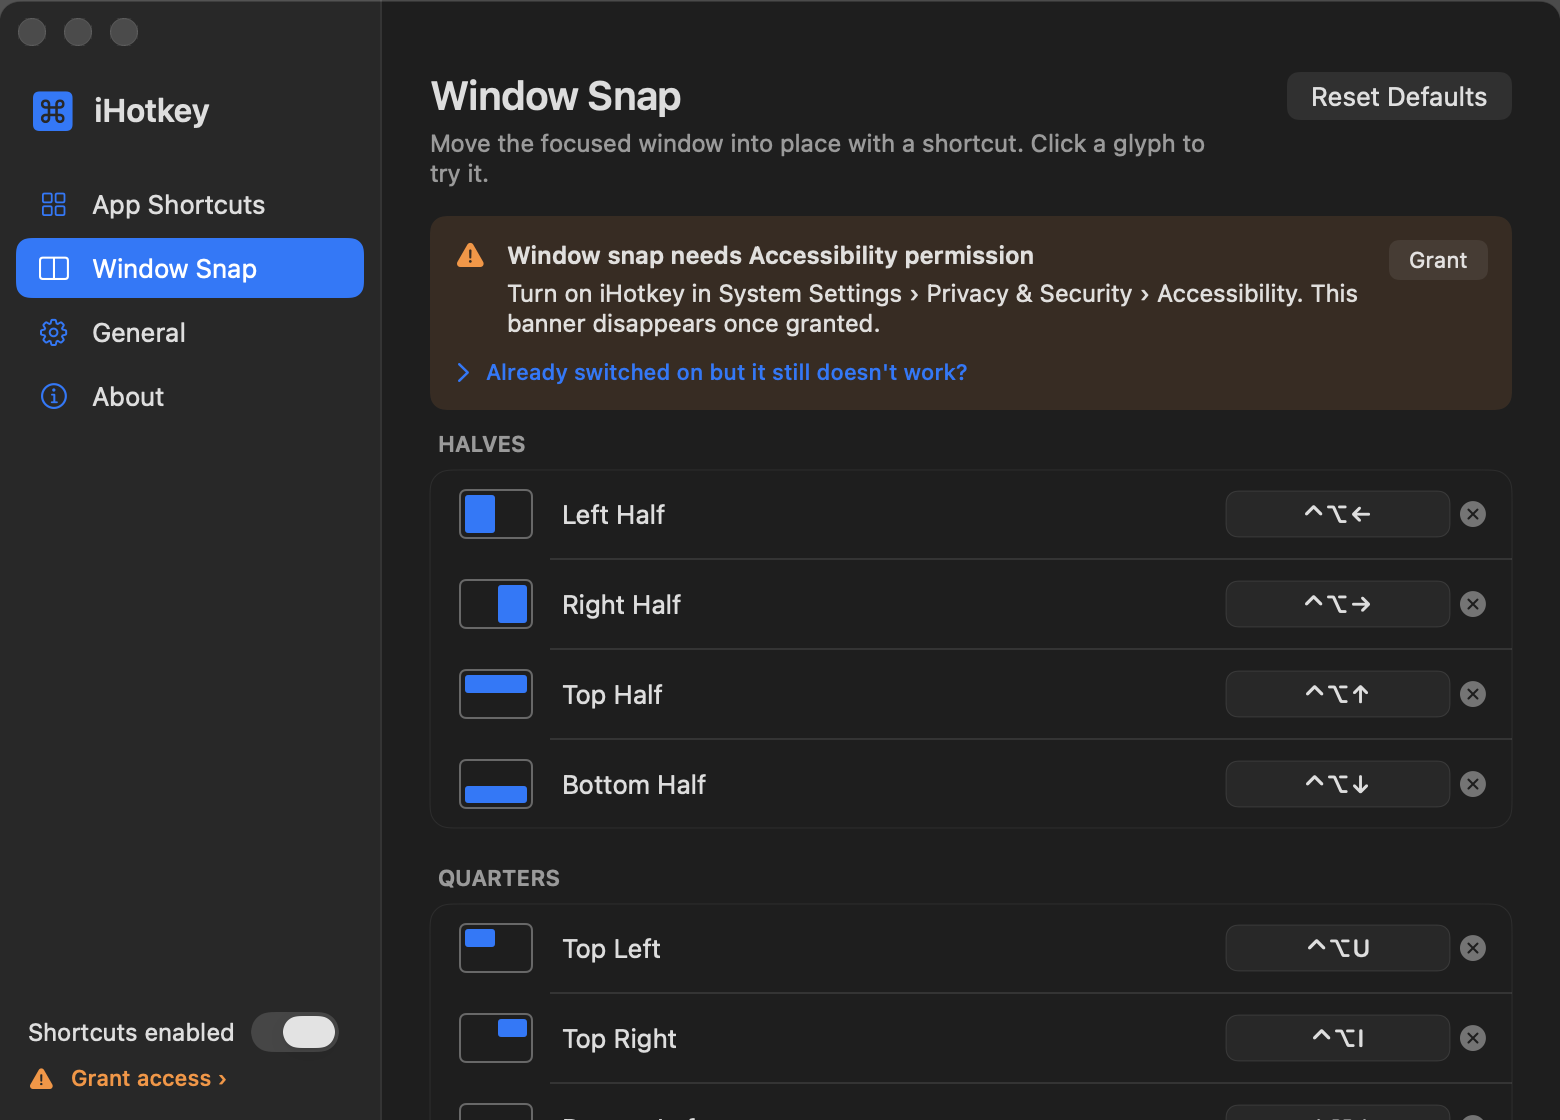 iHotkey
App Shortcuts
Window Snap
General
About
Shortcuts enabled
Grant access ›
Window Snap
Reset Defaults
Move the focused window into place with a shortcut. Click a glyph to
try it.
Window snap needs Accessibility permission
Grant
Turn on iHotkey in System Settings › Privacy & Security › Accessibility. This
banner disappears once granted.
Already switched on but it still doesn't work?
HALVES
Left Half
⌃⌥←
Right Half
⌃⌥→
Top Half
⌃⌥↑
Bottom Half
⌃⌥↓
QUARTERS
Top Left
⌃⌥U
Top Right
⌃⌥I